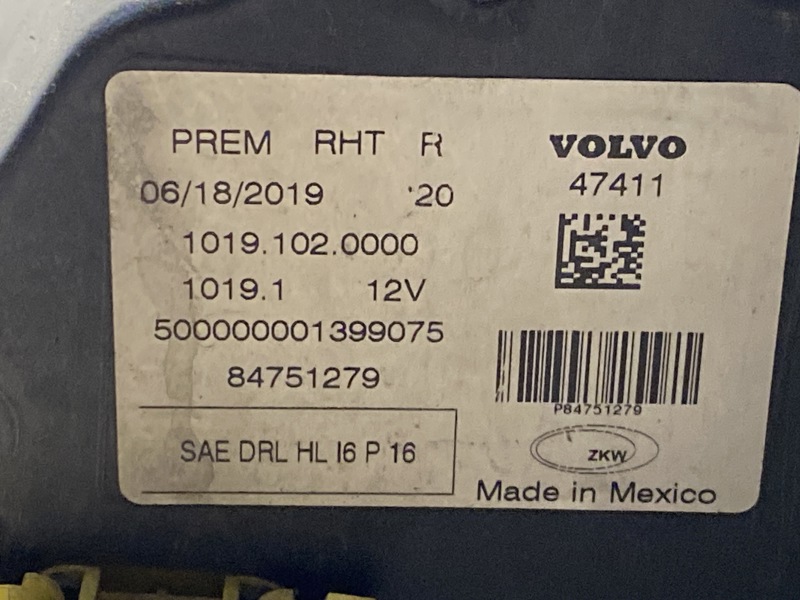 PREM RHT R
06/18/2019 '20
1019.102.0000
1019.1 12V
500000001399075
84751279
SAE DRL HL I6 P 16
VOLVO
47411
P84751279
ZKW
Made in Mexico